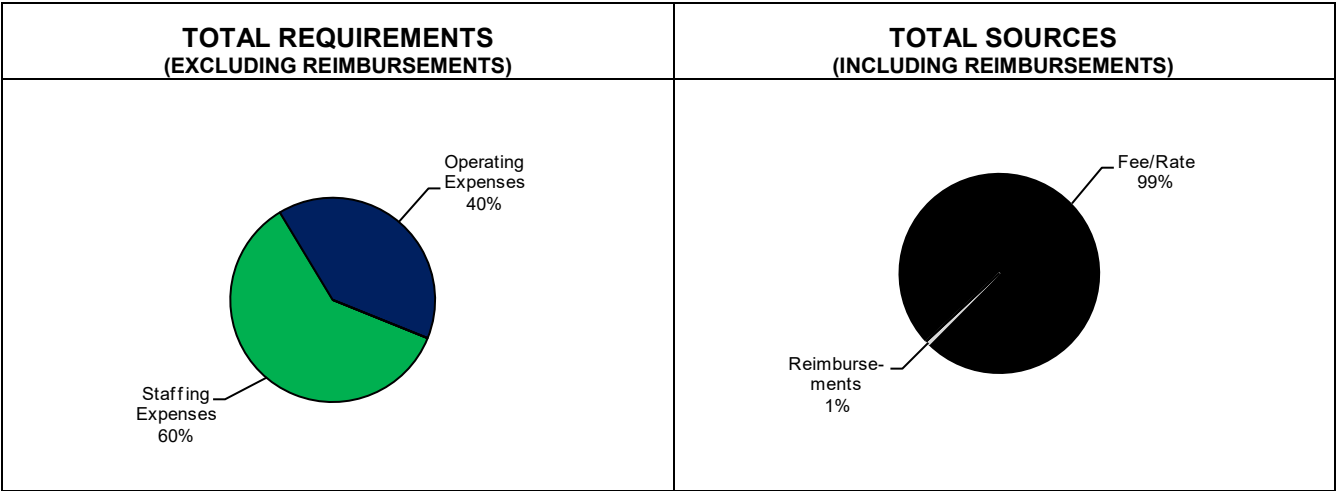 TOTAL REQUIREMENTS
(EXCLUDING REIMBURSEMENTS)
Operating
Expenses
40%
Staffing
Expenses
60%
TOTAL SOURCES
(INCLUDING REIMBURSEMENTS)
Fee/Rate
99%
Reimburse-
ments
1%